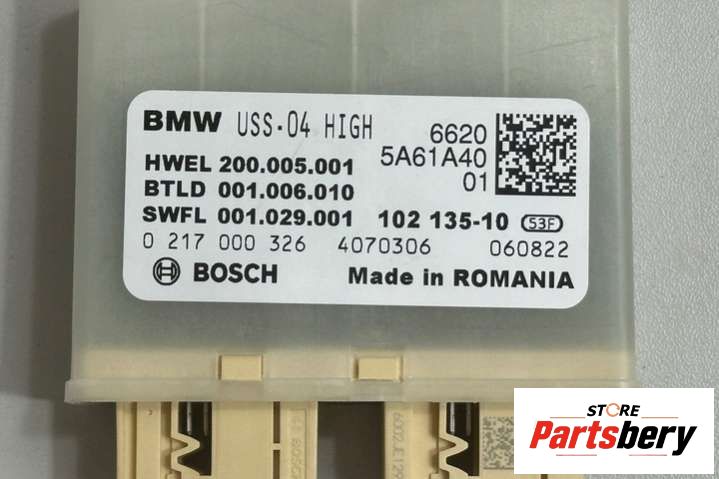 BMW USS-04 HIGH
6620
5A61A40
01
HWEL 200.005.001
BTLD 001.006.010
SWFL 001.029.001 102 135-10 53F
0 217 000 326 4070306 060822
BOSCH Made in ROMANIA
BOSCH
STORE
Partsbery